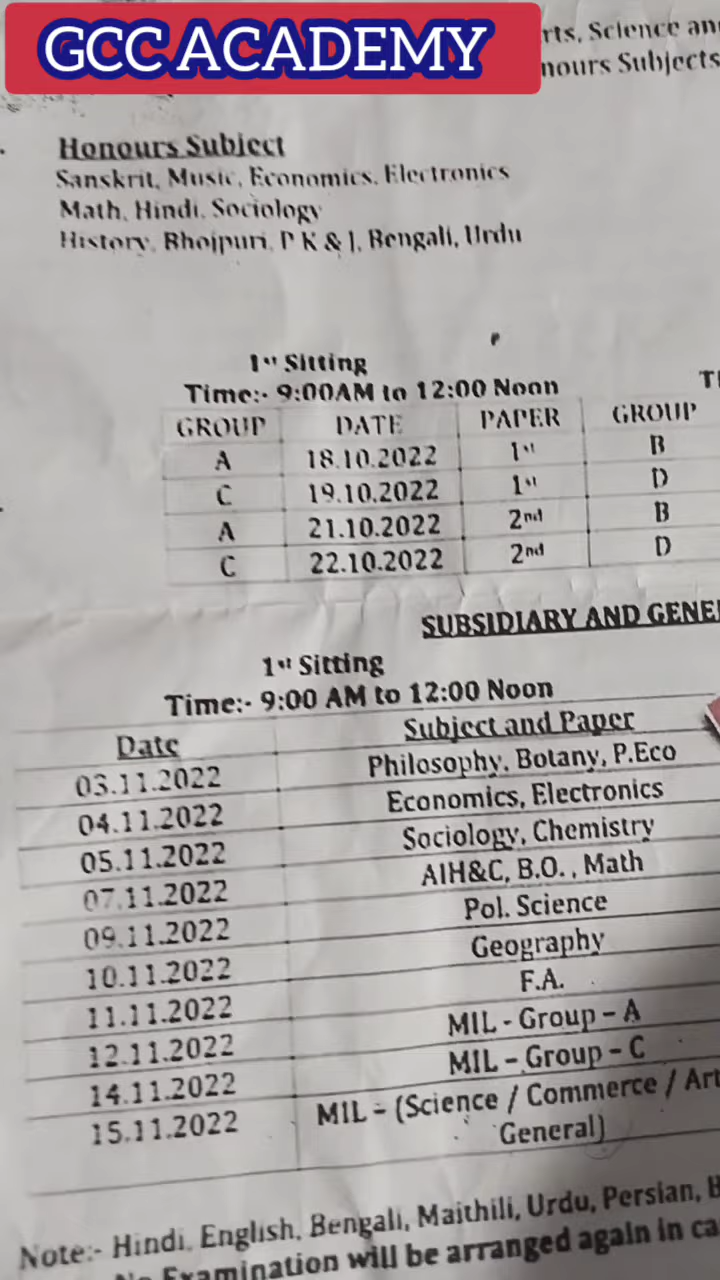 GCC ACADEMY
rts, Science an
nours Subjects
Honours Subject
Sanskrit, Music, Economics, Electronics
Math, Hindi, Sociology
History, Bhojpuri, P K & J, Bengali, Urdu
1st Sitting
Time:- 9:00AM to 12:00 Noon
GROUP DATE PAPER GROUP
A 18.10.2022 1st B
C 19.10.2022 1st D
A 21.10.2022 2nd B
C 22.10.2022 2nd D
SUBSIDIARY AND GENE
1st Sitting
Time:- 9:00 AM to 12:00 Noon
Date Subject and Paper
03.11.2022 Philosophy, Botany, P.Eco
04.11.2022 Economics, Electronics
05.11.2022 Sociology, Chemistry
07.11.2022 AIH&C, B.O. , Math
09.11.2022 Pol. Science
10.11.2022 Geography
11.11.2022 F.A.
12.11.2022 MIL - Group - A
14.11.2022 MIL - Group - C
15.11.2022 MIL - (Science / Commerce / Art
General)
Note:- Hindi, English, Bengali, Maithili, Urdu, Persian, B
No Examination will be arranged again in ca